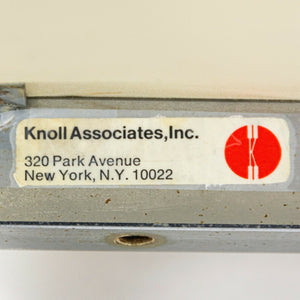 Knoll Associates,Inc.
320 Park Avenue
New York, N.Y. 10022